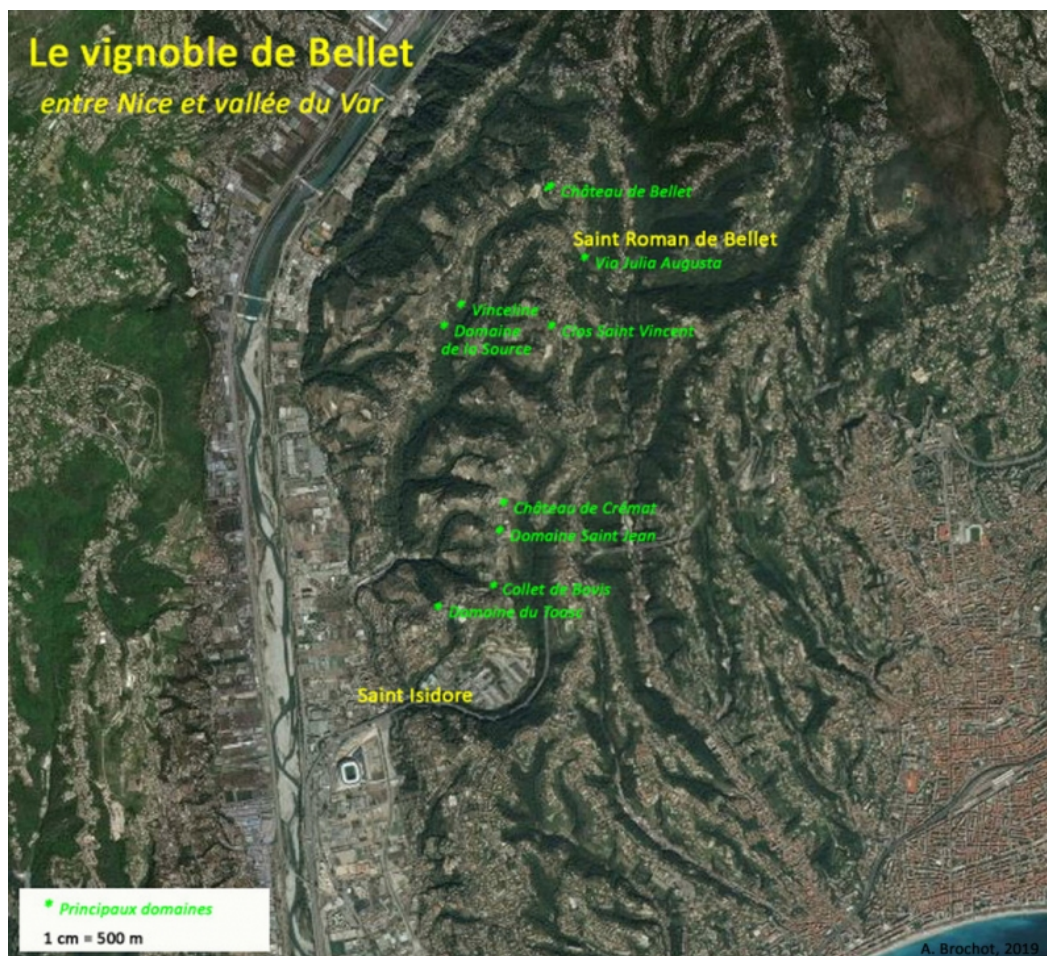 Le vignoble de Bellet
entre Nice et vallée du Var
Château de Bellet
Saint Roman de Bellet
Via Julia Augusta
Vinceline
Domaine
de la Source
Clos Saint Vincent
Château de Crémat
Domaine Saint Jean
Collet de Bovis
Domaine du Toasc
Saint Isidore
Principaux domaines
1 cm = 500 m
A. Brochot, 2019